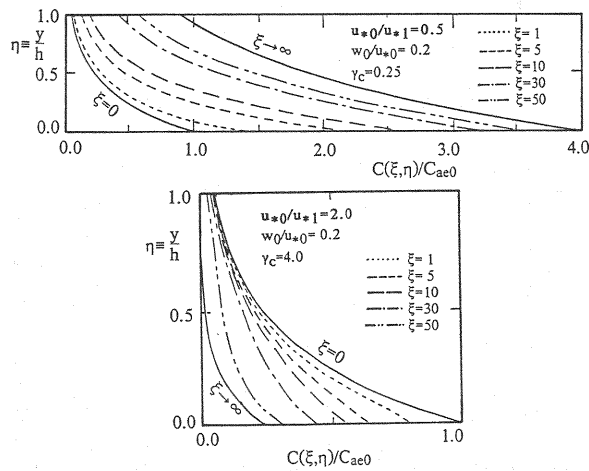 η≡ y/h
1.0
0.5
0.0
ξ=0
ξ→∞
u*0/u*1 = 0.5
w0/u*0 = 0.2
γc=0.25
ξ= 1
ξ=5
ξ=10
ξ=30
ξ=50
0.0 1.0 2.0 3.0 4.0
C(ξ,η)/Cae0
η≡ y/h
1.0
0.5
0.0
u*0/u*1=2.0
w0/u*0= 0.2
γc=4.0
ξ= 1
ξ=5
ξ=10
ξ=30
ξ=50
ξ=0
ξ→∞
0.0 1.0
C(ξ,η)/Cae0